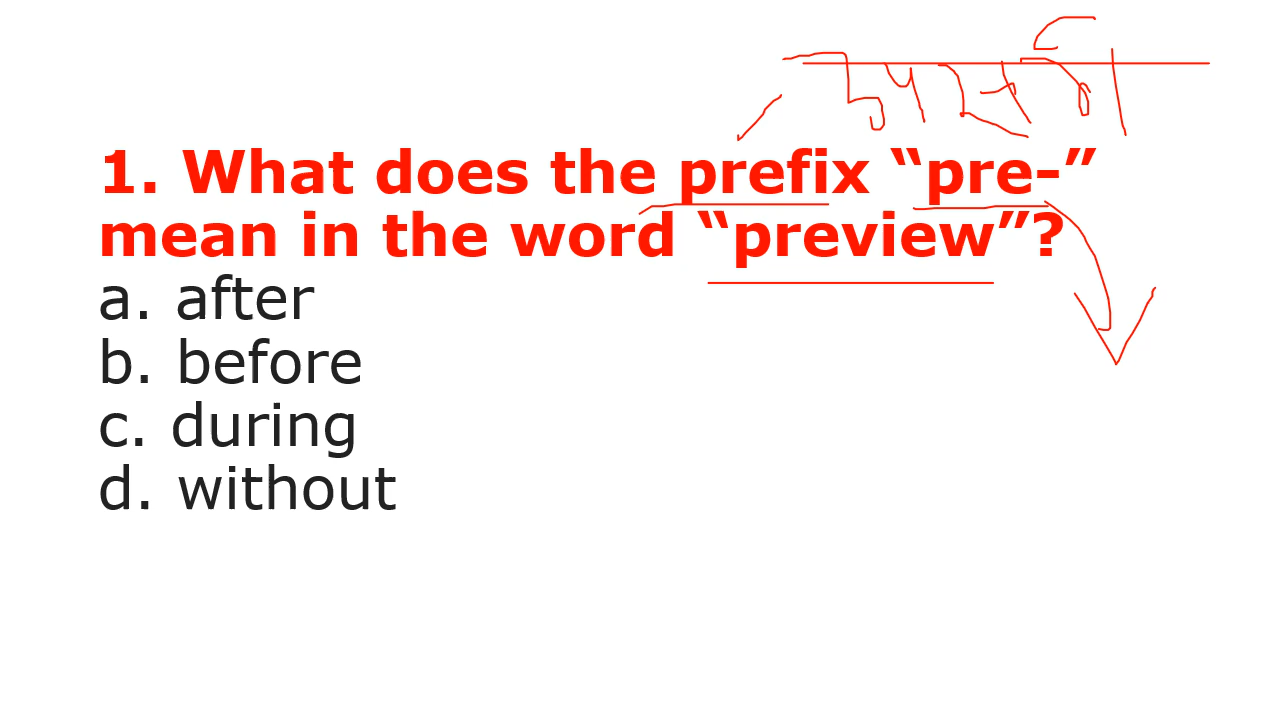 1. What does the prefix “pre-”
mean in the word “preview”?
a. after
b. before
c. during
d. without